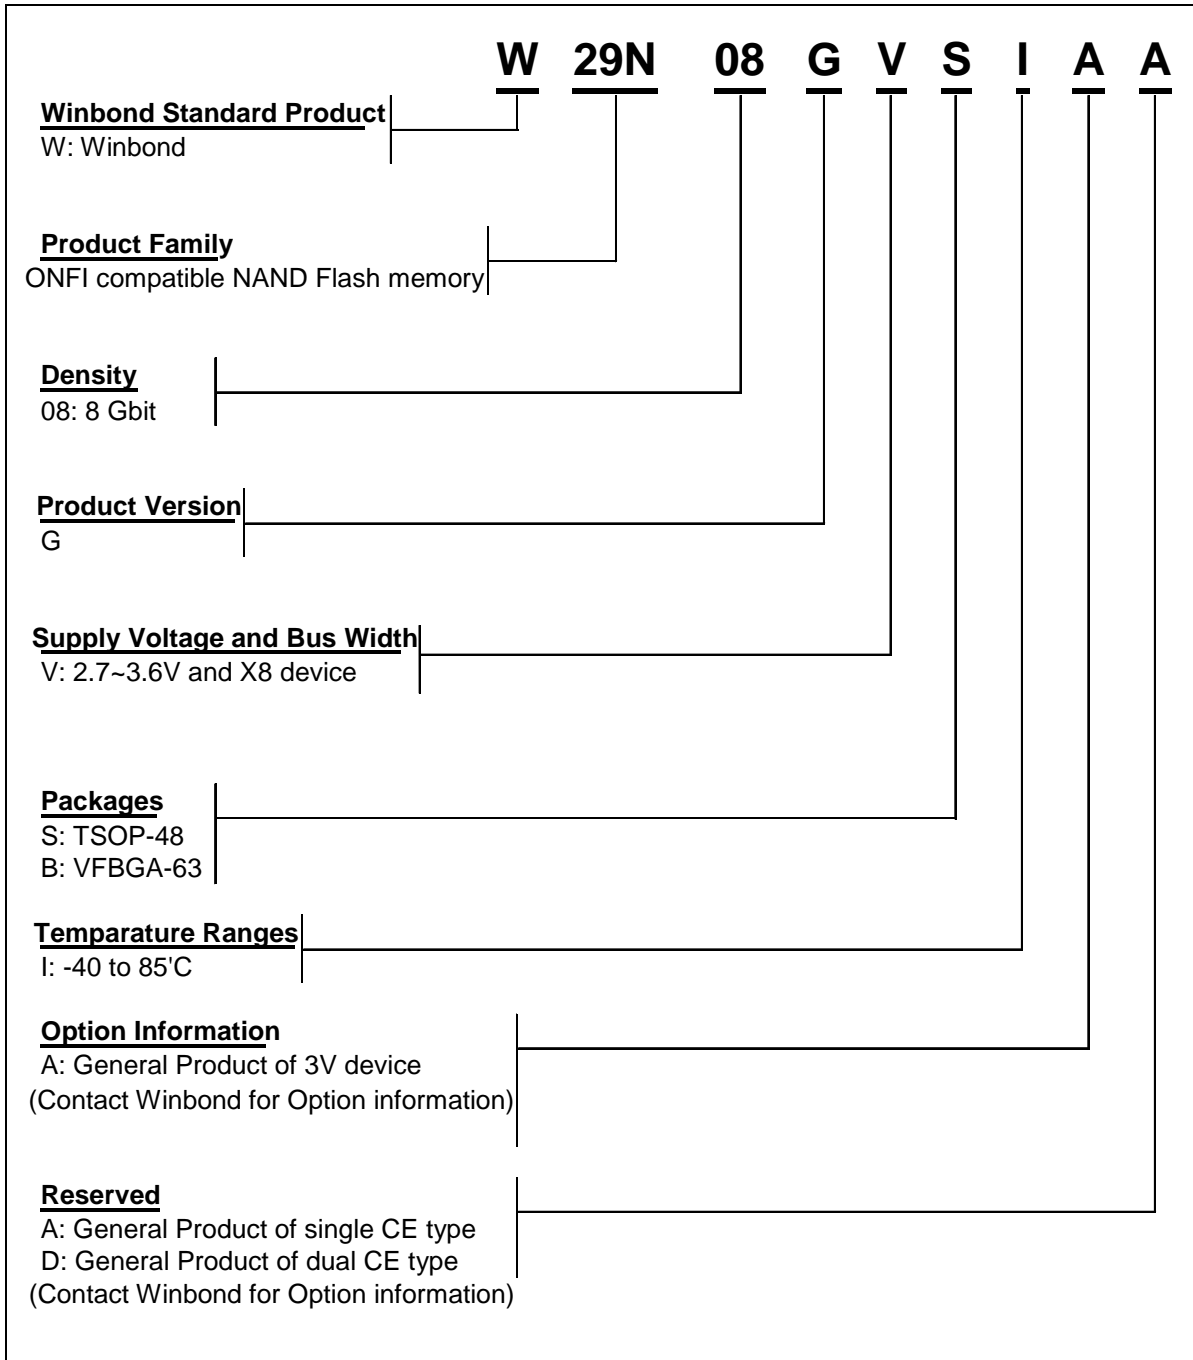 W 29N 08 G V S I A A
Winbond Standard Product
W: Winbond
Product Family
ONFI compatible NAND Flash memory
Density
08: 8 Gbit
Product Version
G
Supply Voltage and Bus Width
V: 2.7~3.6V and X8 device
Packages
S: TSOP-48
B: VFBGA-63
Temparature Ranges
I: -40 to 85'C
Option Information
A: General Product of 3V device
(Contact Winbond for Option information)
Reserved
A: General Product of single CE type
D: General Product of dual CE type
(Contact Winbond for Option information)